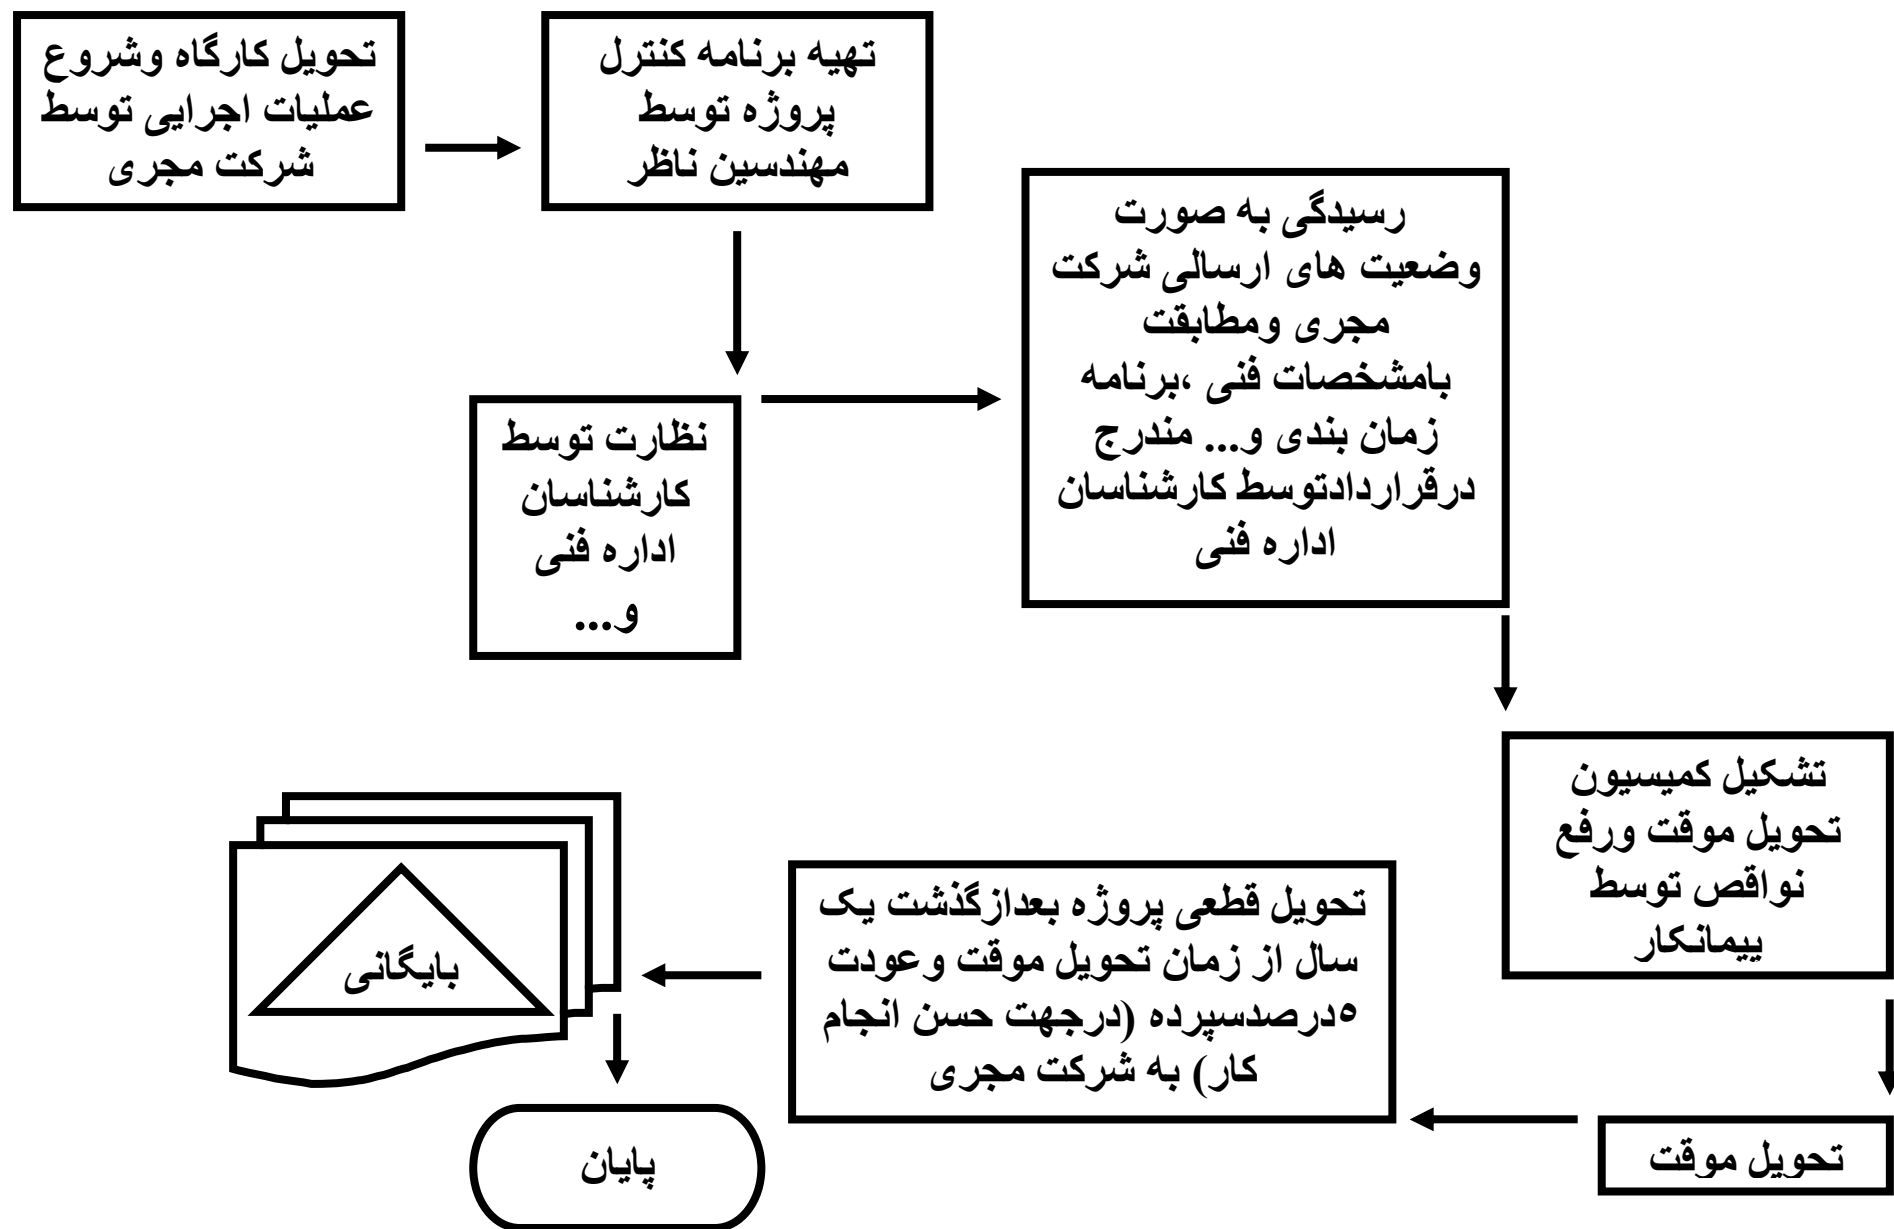 تحویل کارگاه وشروع
عملیات اجرایی توسط
شرکت مجری
تهیه برنامه کنترل
پروژه توسط
مهندسین ناظر
نظارت توسط
کارشناسان
اداره فنی
و...
رسیدگی به صورت
وضعیت های ارسالی شرکت
مجری ومطابقت
بامشخصات فنی ،برنامه
زمان بندی و... مندرج
درقراردادتوسط کارشناسان
اداره فنی
تشکیل کمیسیون
تحویل موقت ورفع
نواقص توسط
پیمانکار
تحویل موقت
تحویل قطعی پروژه بعدازگذشت یک
سال از زمان تحویل موقت وعودت
٥درصدسپرده (درجهت حسن انجام
کار) به شرکت مجری
بایگانی
پایان